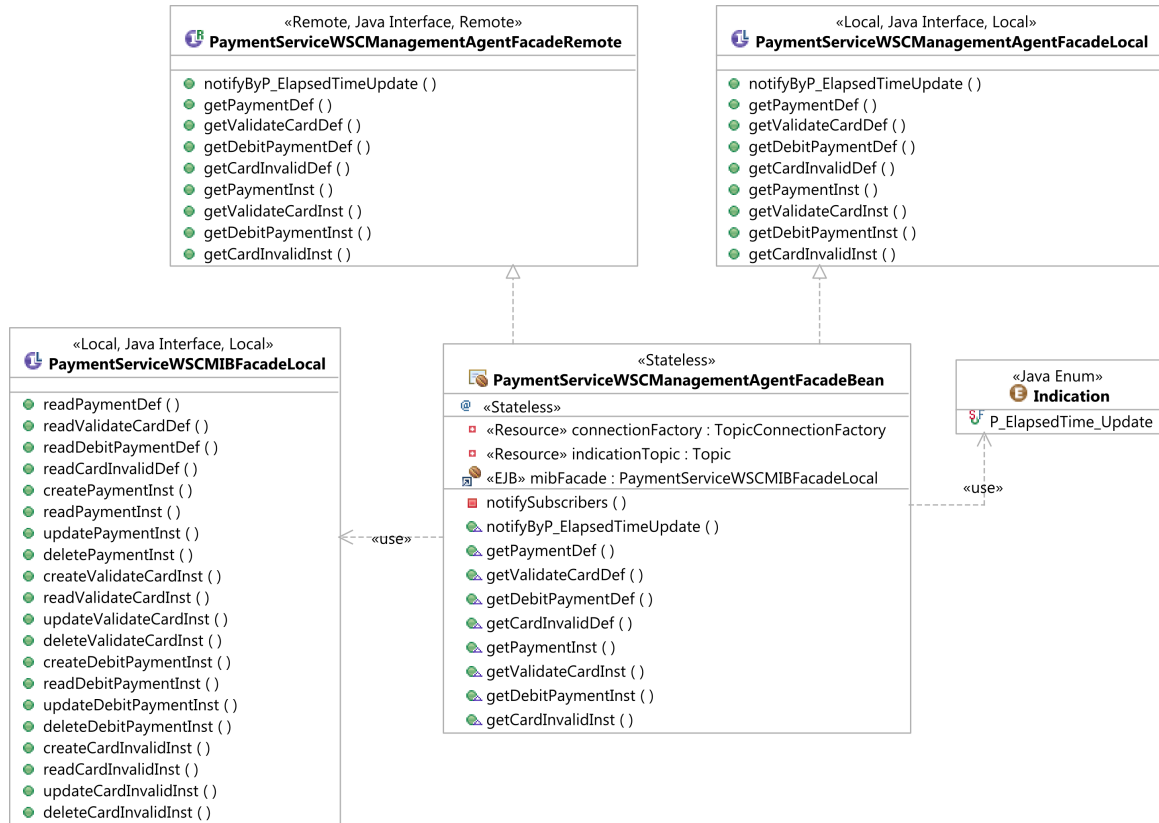 «Remote, Java Interface, Remote»
PaymentServiceWSCManagementAgentFacadeRemote
notifyByP_ElapsedTimeUpdate ( )
getPaymentDef ( )
getValidateCardDef ( )
getDebitPaymentDef ( )
getCardInvalidDef ( )
getPaymentInst ( )
getValidateCardInst ( )
getDebitPaymentInst ( )
getCardInvalidInst ( )
«Local, Java Interface, Local»
PaymentServiceWSCManagementAgentFacadeLocal
notifyByP_ElapsedTimeUpdate ( )
getPaymentDef ( )
getValidateCardDef ( )
getDebitPaymentDef ( )
getCardInvalidDef ( )
getPaymentInst ( )
getValidateCardInst ( )
getDebitPaymentInst ( )
getCardInvalidInst ( )
«Local, Java Interface, Local»
PaymentServiceWSCMIBFacadeLocal
readPaymentDef ( )
readValidateCardDef ( )
readDebitPaymentDef ( )
readCardInvalidDef ( )
createPaymentInst ( )
readPaymentInst ( )
updatePaymentInst ( )
deletePaymentInst ( )
createValidateCardInst ( )
readValidateCardInst ( )
updateValidateCardInst ( )
deleteValidateCardInst ( )
createDebitPaymentInst ( )
readDebitPaymentInst ( )
updateDebitPaymentInst ( )
deleteDebitPaymentInst ( )
createCardInvalidInst ( )
readCardInvalidInst ( )
updateCardInvalidInst ( )
deleteCardInvalidInst ( )
«use»
«Stateless»
PaymentServiceWSCManagementAgentFacadeBean
@ «Stateless»
«Resource» connectionFactory : TopicConnectionFactory
«Resource» indicationTopic : Topic
«EJB» mibFacade : PaymentServiceWSCMIBFacadeLocal
notifySubscribers ( )
notifyByP_ElapsedTimeUpdate ( )
getPaymentDef ( )
getValidateCardDef ( )
getDebitPaymentDef ( )
getCardInvalidDef ( )
getPaymentInst ( )
getValidateCardInst ( )
getDebitPaymentInst ( )
getCardInvalidInst ( )
«Java Enum»
Indication
P_ElapsedTime_Update
«use»